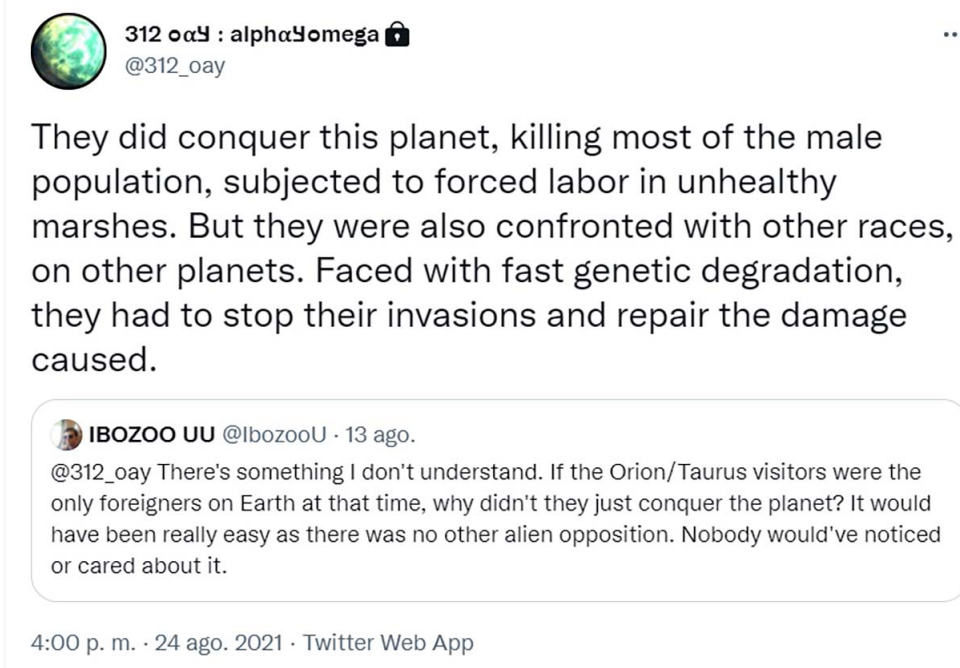 312 oαϤ : alphαϤomega
@312_oay
They did conquer this planet, killing most of the male
population, subjected to forced labor in unhealthy
marshes. But they were also confronted with other races,
on other planets. Faced with fast genetic degradation,
they had to stop their invasions and repair the damage
caused.
IBOZOO UU @IbozooU · 13 ago.
@312_oay There's something I don't understand. If the Orion/Taurus visitors were the
only foreigners on Earth at that time, why didn't they just conquer the planet? It would
have been really easy as there was no other alien opposition. Nobody would've noticed
or cared about it.
4:00 p. m. · 24 ago. 2021 · Twitter Web App